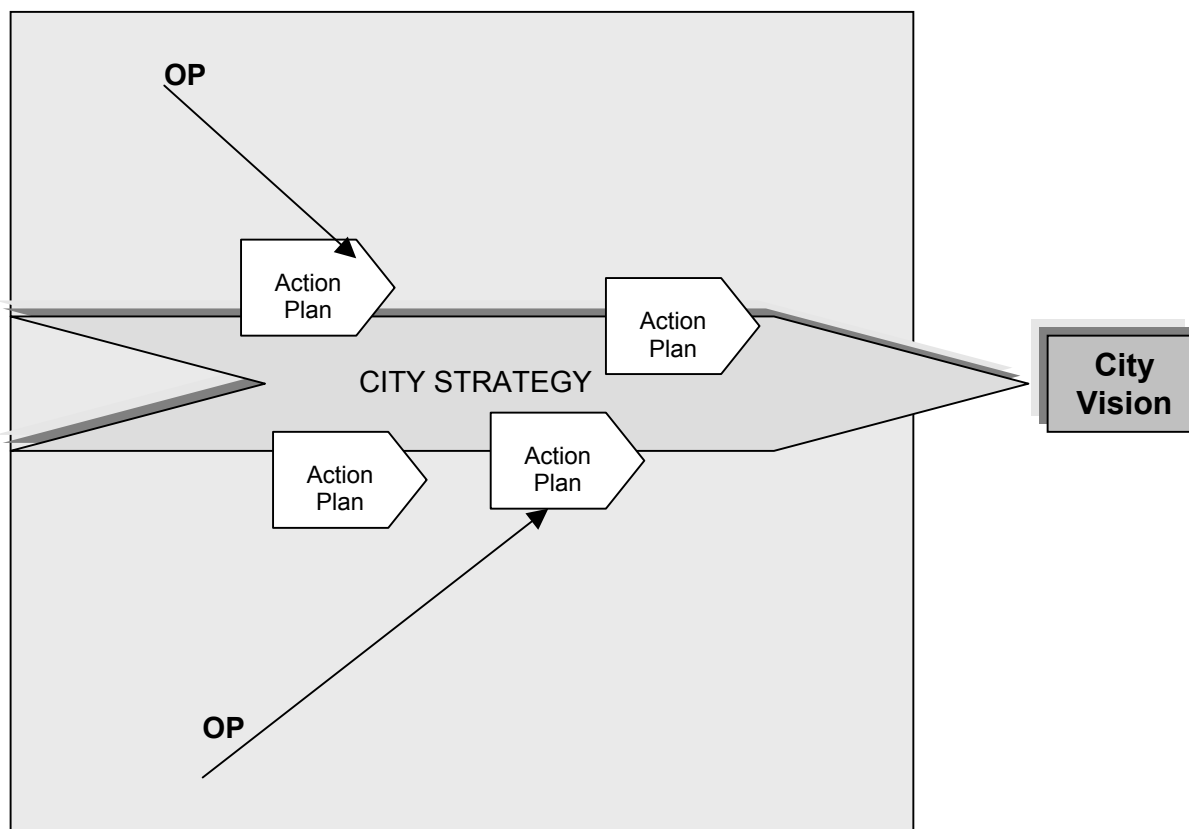 OP
Action
Plan
Action
Plan
City
Vision
CITY STRATEGY
Action
Plan
Action
Plan
OP